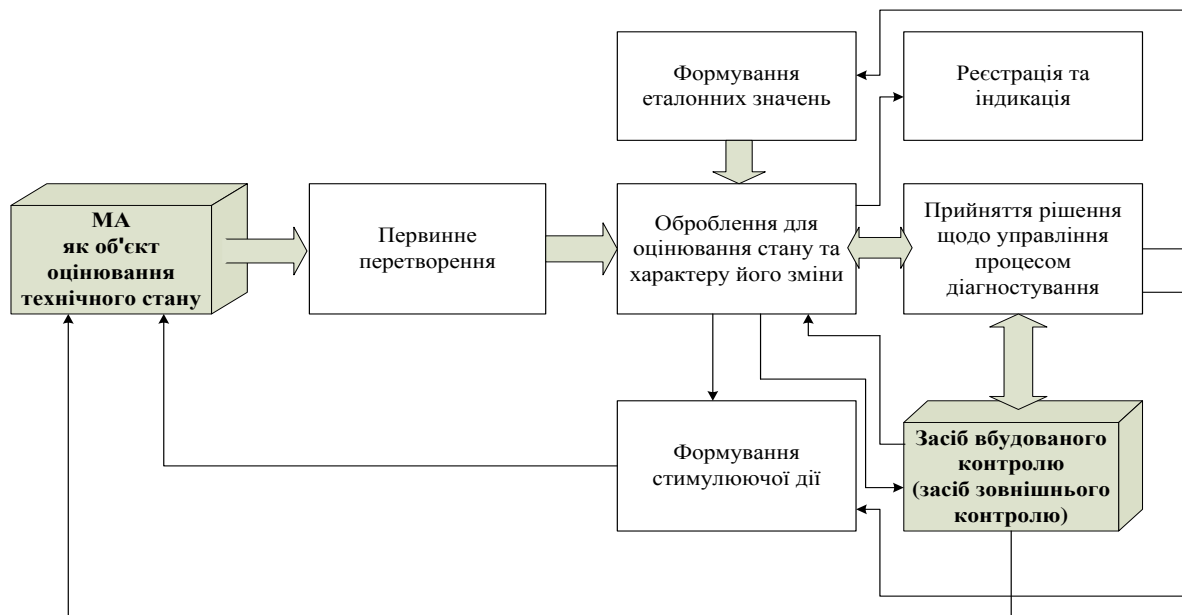 Формування
еталонних значень
Реєстрація та
індикація
МА
як об'єкт
оцінювання
технічного стану
Первинне
перетворення
Оброблення для
оцінювання стану та
характеру його зміни
Прийняття рішення
щодо управління
процесом
діагностування
Формування
стимулюючої дії
Засіб вбудованого
контролю
(засіб зовнішнього
контролю)